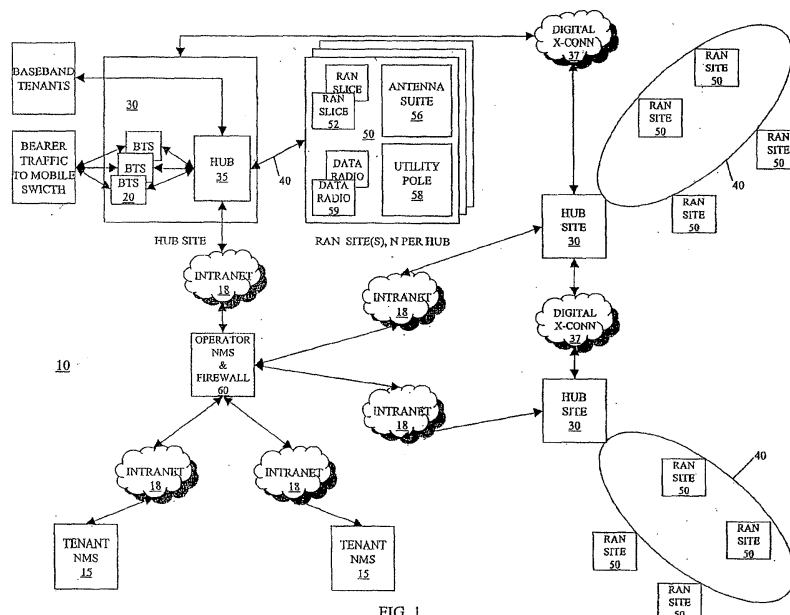 BASEBAND
TENANTS
BEARER
TRAFFIC
TO MOBILE
SWICTH
30
BTS
BTS
BTS
20
HUB
35
HUB SITE
40
RAN
SLICE
RAN
SLICE
52
50
ANTENNA
SUITE
56
DATA RADIO
DATA
RADIO
59
UTILITY
POLE
58
RAN SITE(S), N PER HUB
DIGITAL
X-CONN
37
RAN
SITE
50
RAN
SITE
50
RAN
SITE
50
RAN
SITE
50
40
HUB
SITE
30
INTRANET
18
INTRANET
18
DIGITAL
X-CONN
37
OPERATOR
NMS
&
FIREWALL
60
10
INTRANET
18
HUB
SITE
30
INTRANET
18
INTRANET
18
TENANT
NMS
15
TENANT
NMS
15
40
RAN
SITE
50
RAN
SITE
50
RAN
SITE
50
RAN
SITE
50
FIG. 1